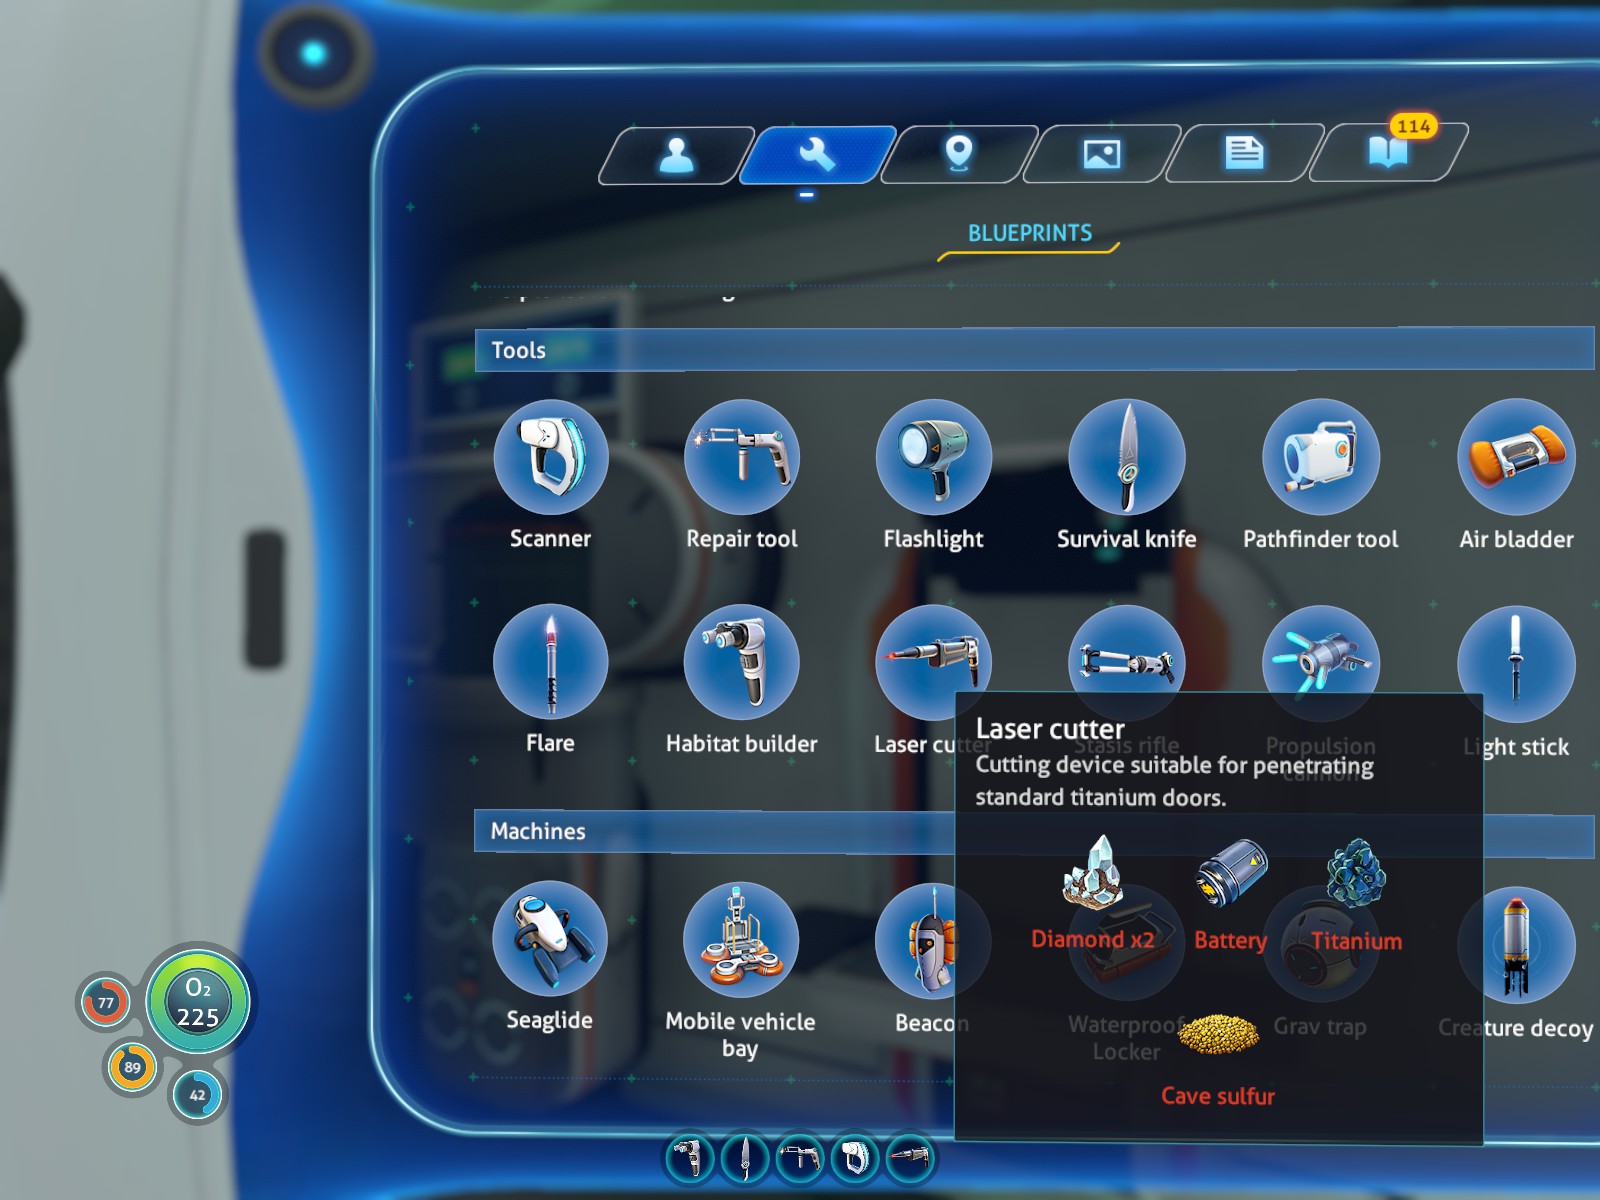 114
BLUEPRINTS
Tools
Scanner
Repair tool
Flashlight
Survival knife
Pathfinder tool
Air bladder
Flare
Habitat builder
Laser cutter
Stasis rifle
Propulsion
cannon
Light stick
Laser cutter
Cutting device suitable for penetrating
standard titanium doors.
Diamond x2
Battery
Titanium
Cave sulfur
Machines
Seaglide
Mobile vehicle
bay
Beacon
Waterproof
Locker
Grav trap
Creature decoy
77
O₂
225
89
42